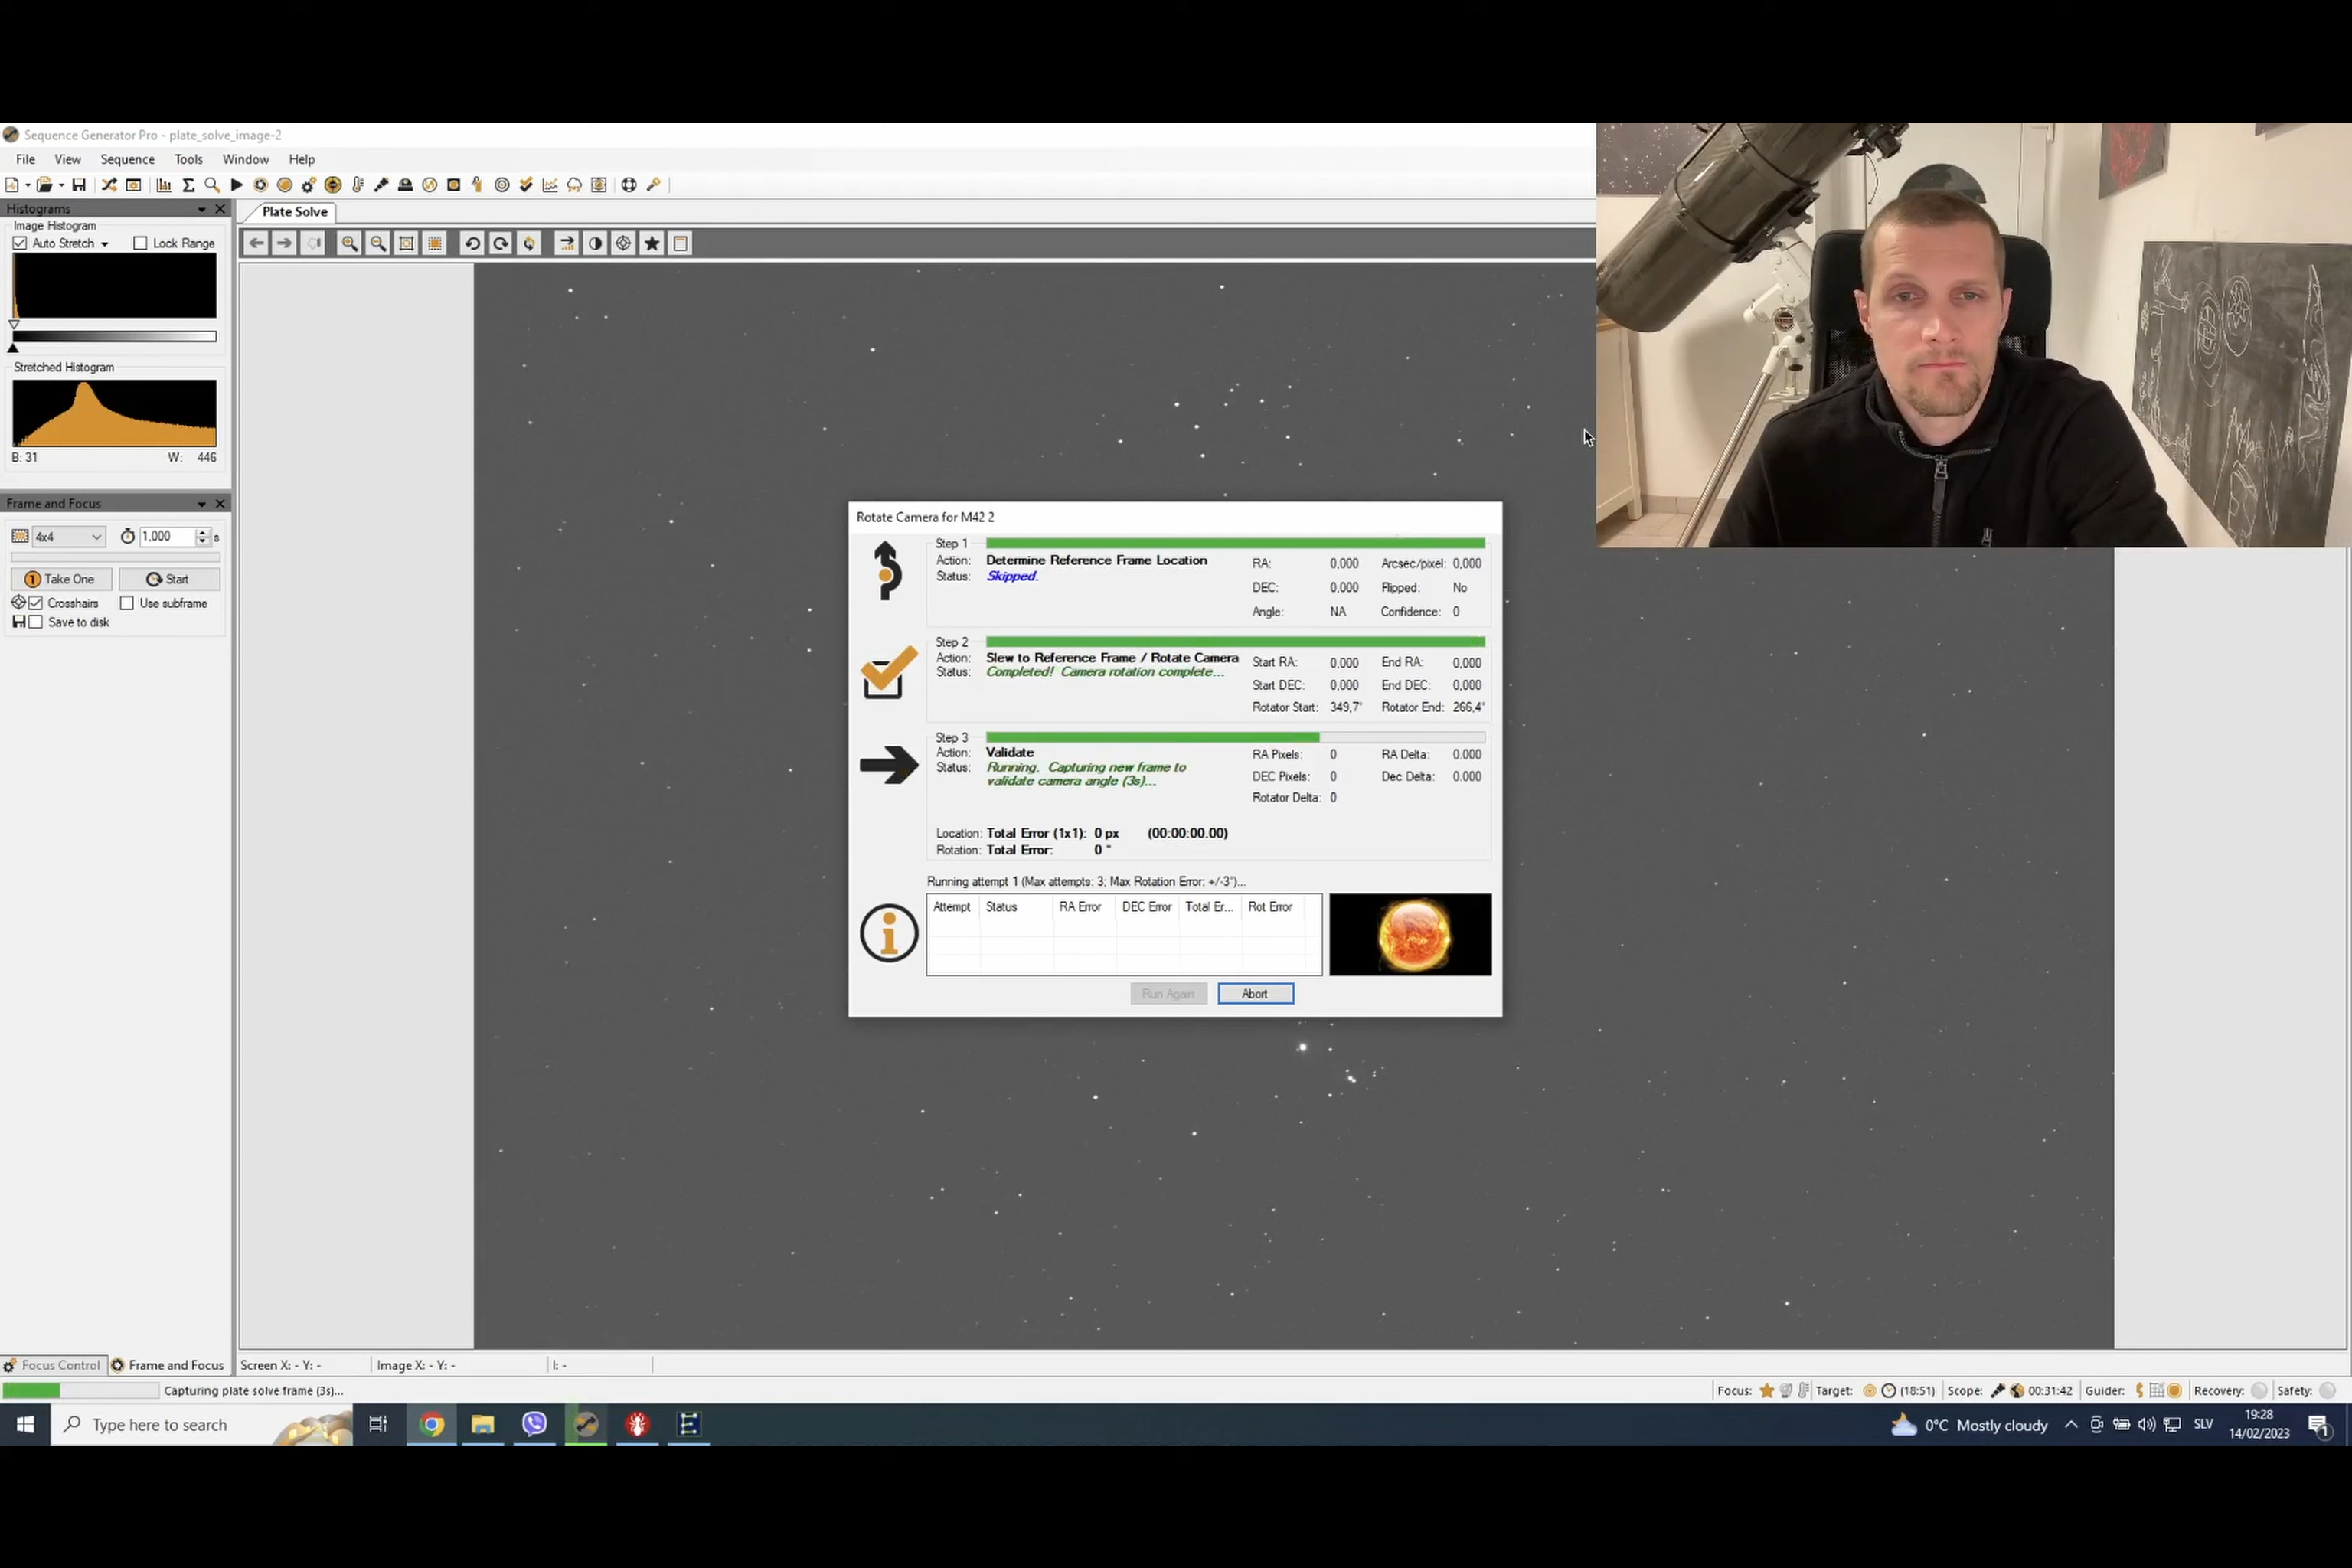 Sequence Generator Pro - plate_solve_image-2
File View Sequence Tools Window Help
Histograms
Image Histogram
Auto Stretch Lock Range
Stretched Histogram
B: 31 W: 446
Frame and Focus
4x4 1,000 s
Take One Start
Crosshairs Use subframe
Save to disk
Plate Solve
Rotate Camera for M42 2
Step 1
Action: Determine Reference Frame Location
Status: Skipped.
RA: 0,000 Arcsec/pixel: 0,000
DEC: 0,000 Flipped: No
Angle: NA Confidence: 0
Step 2
Action: Slew to Reference Frame / Rotate Camera
Status: Completed! Camera rotation complete...
Start RA: 0,000 End RA: 0,000
Start DEC: 0,000 End DEC: 0,000
Rotator Start: 349,7° Rotator End: 266,4°
Step 3
Action: Validate
Status: Running. Capturing new frame to
validate camera angle (3s)...
RA Pixels: 0 RA Delta: 0.000
DEC Pixels: 0 Dec Delta: 0.000
Rotator Delta: 0
Location: Total Error (1x1): 0 px (00:00:00.00)
Rotation: Total Error: 0 °
Running attempt 1 (Max attempts: 3; Max Rotation Error: +/-3°)...
Attempt Status RA Error DEC Error Total Er... Rot Error
Run Again Abort
Focus Control Frame and Focus Screen X: - Y: - Image X: - Y: - I: -
Capturing plate solve frame (3s)... Focus: Target: (18:51) Scope: 00:31:42 Guider: Recovery: Safety:
Type here to search
0°C Mostly cloudy SLV
19:28
14/02/2023
1